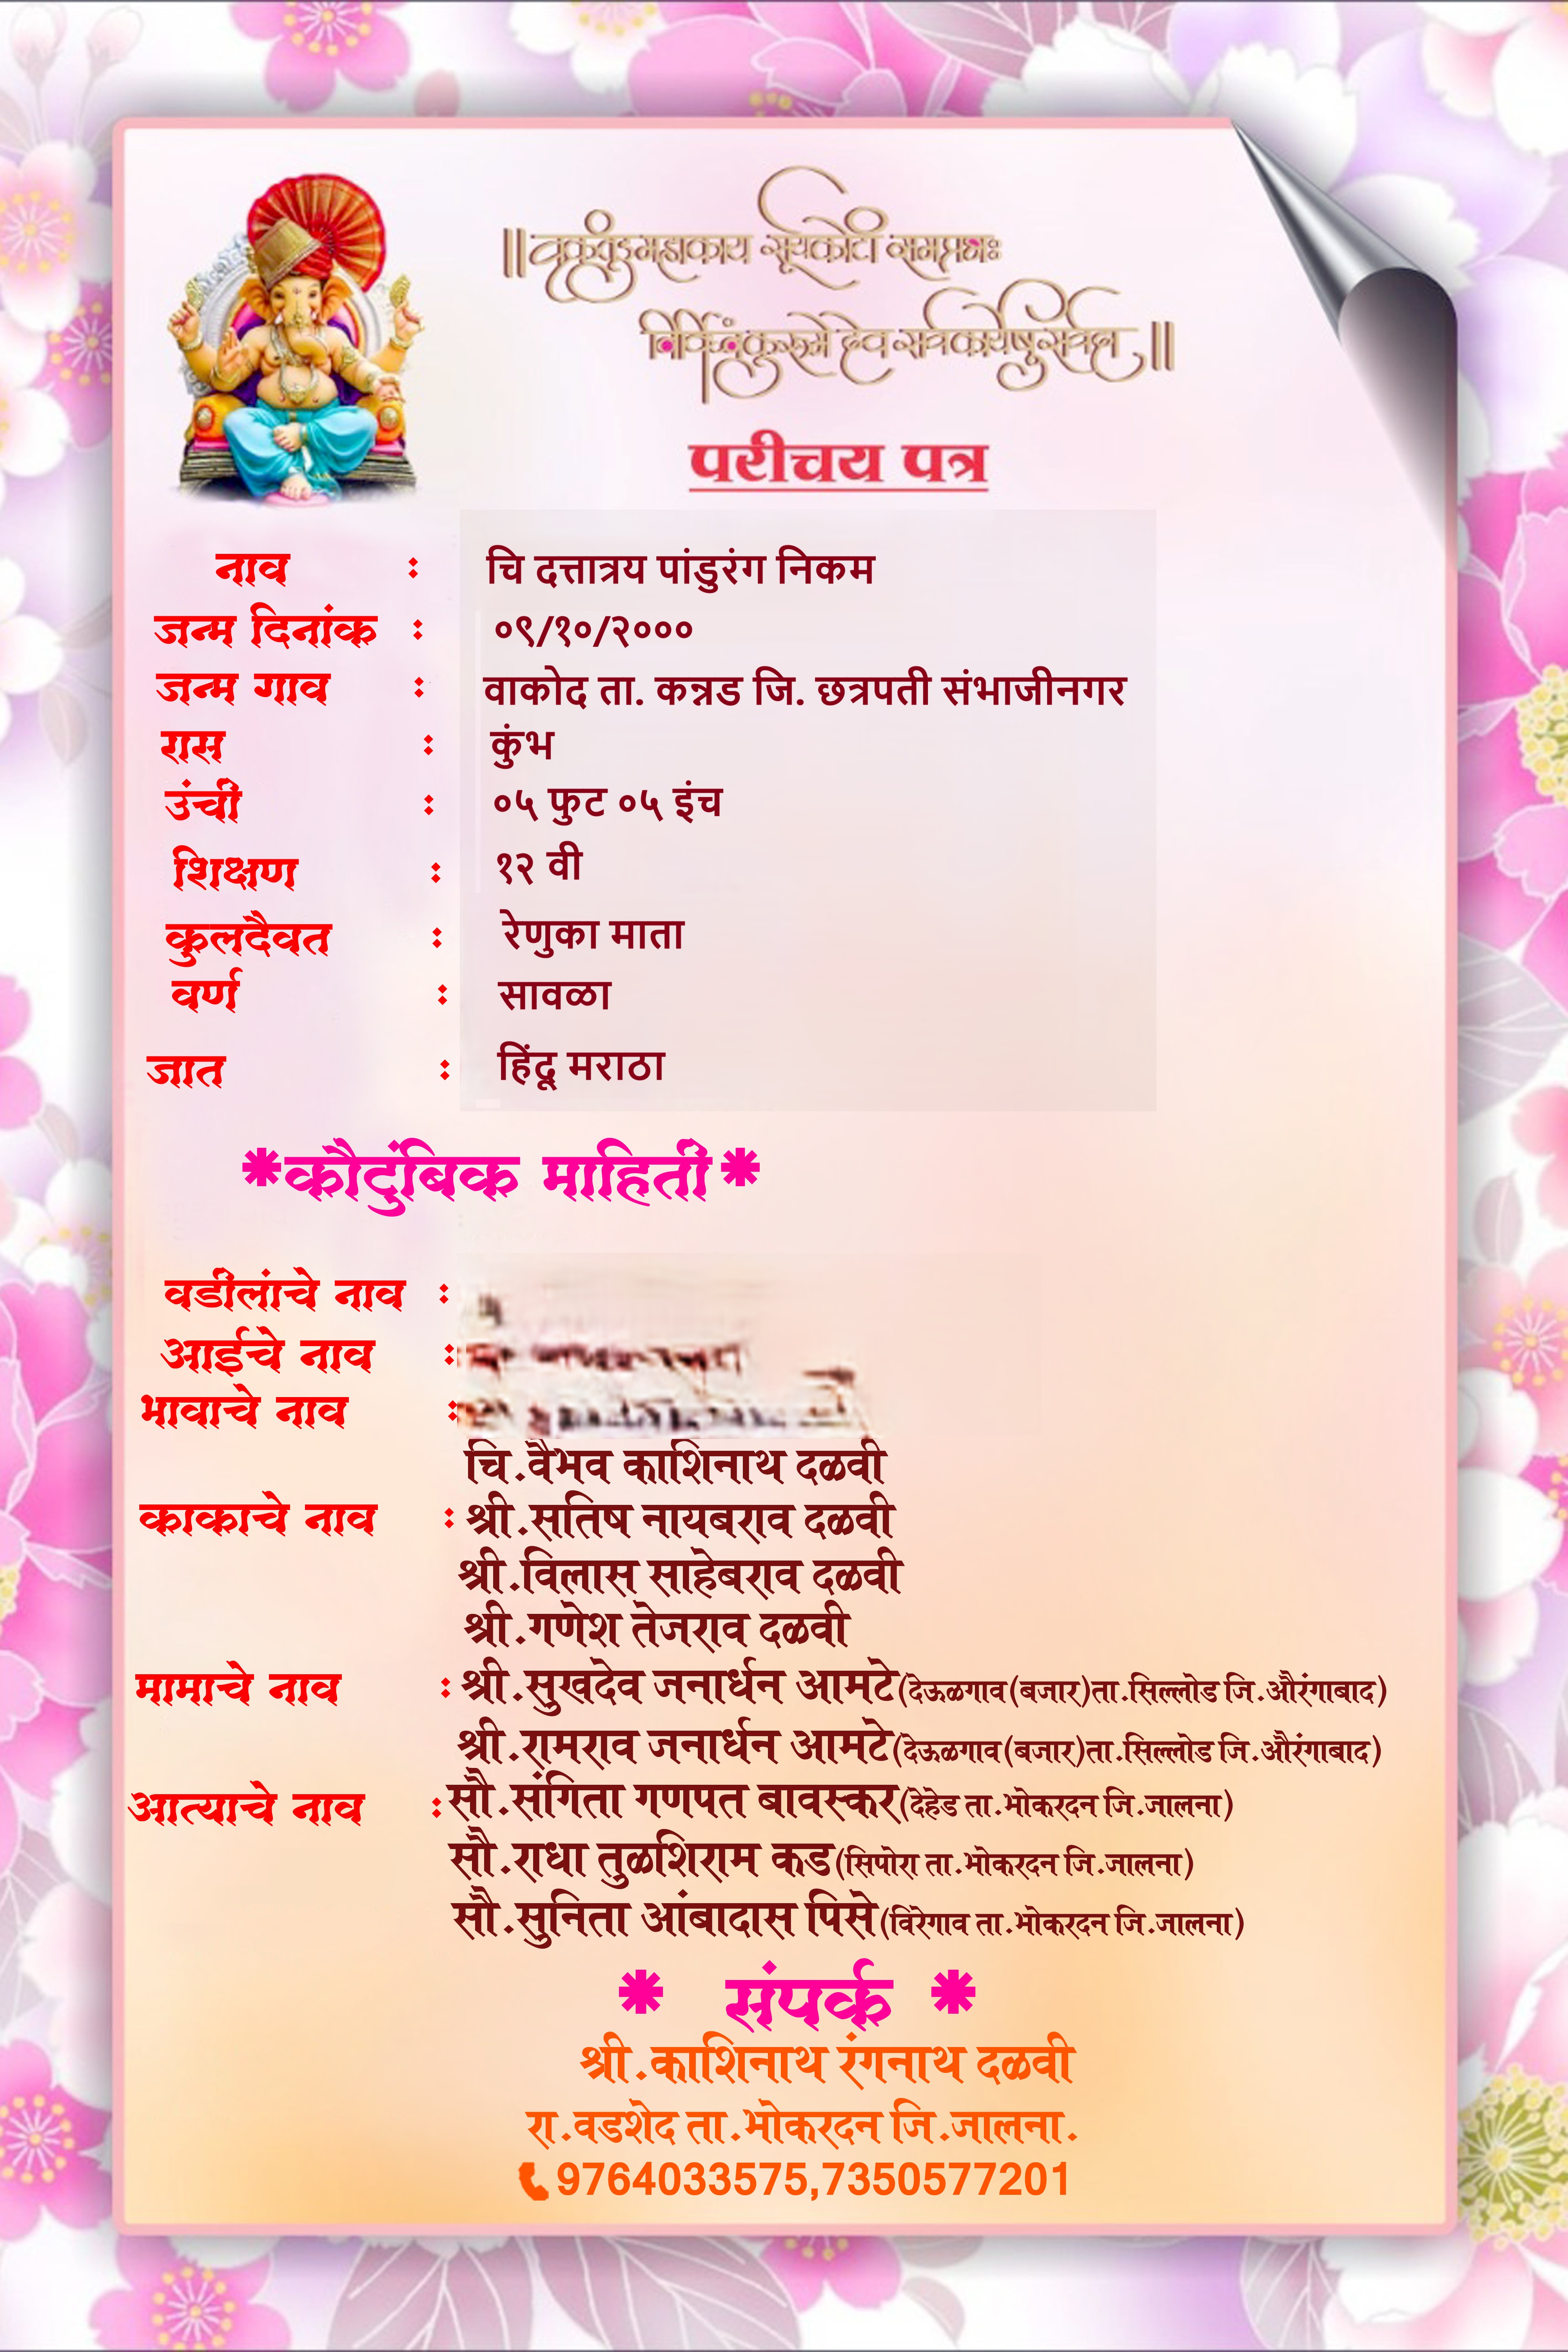 ॥वक्रतुंडमहाकाय सूर्यकोटी समप्रभः
निर्विघ्नंकुरूमे देव सर्वकार्येषुसर्वदा॥
परीचय पत्र
नाव : चि दत्तात्रय पांडुरंग निकम
जन्म दिनांक : ०९/१०/२०००
जन्म गाव : वाकोद ता. कन्नड जि. छत्रपती संभाजीनगर
रास : कुंभ
उंची : ०५ फुट ०५ इंच
शिक्षण : १२ वी
कुलदैवत : रेणुका माता
वर्ण : सावळा
जात : हिंदू मराठा
*कौटुंबिक माहिती*
वडीलांचे नाव :
आईचे नाव :
भावाचे नाव :
चि.वैभव काशिनाथ दळवी
काकाचे नाव : श्री.सतिष नायबराव दळवी
श्री.विलास साहेबराव दळवी
श्री.गणेश तेजराव दळवी
मामाचे नाव : श्री.सुखदेव जनार्धन आमटे(देऊळगाव(बजार)ता.सिल्लोड जि.औरंगाबाद)
श्री.रामराव जनार्धन आमटे(देऊळगाव(बजार)ता.सिल्लोड जि.औरंगाबाद)
आत्याचे नाव : सौ.संगिता गणपत बावस्कर(देहेड ता.भोकरदन जि.जालना)
सौ.राधा तुळशिराम कड(सिपोरा ता.भोकरदन जि.जालना)
सौ.सुनिता आंबादास पिसे(विरेगाव ता.भोकरदन जि.जालना)
* संपर्क *
श्री.काशिनाथ रंगनाथ दळवी
रा.वडशेद ता.भोकरदन जि.जालना.
9764033575,7350577201